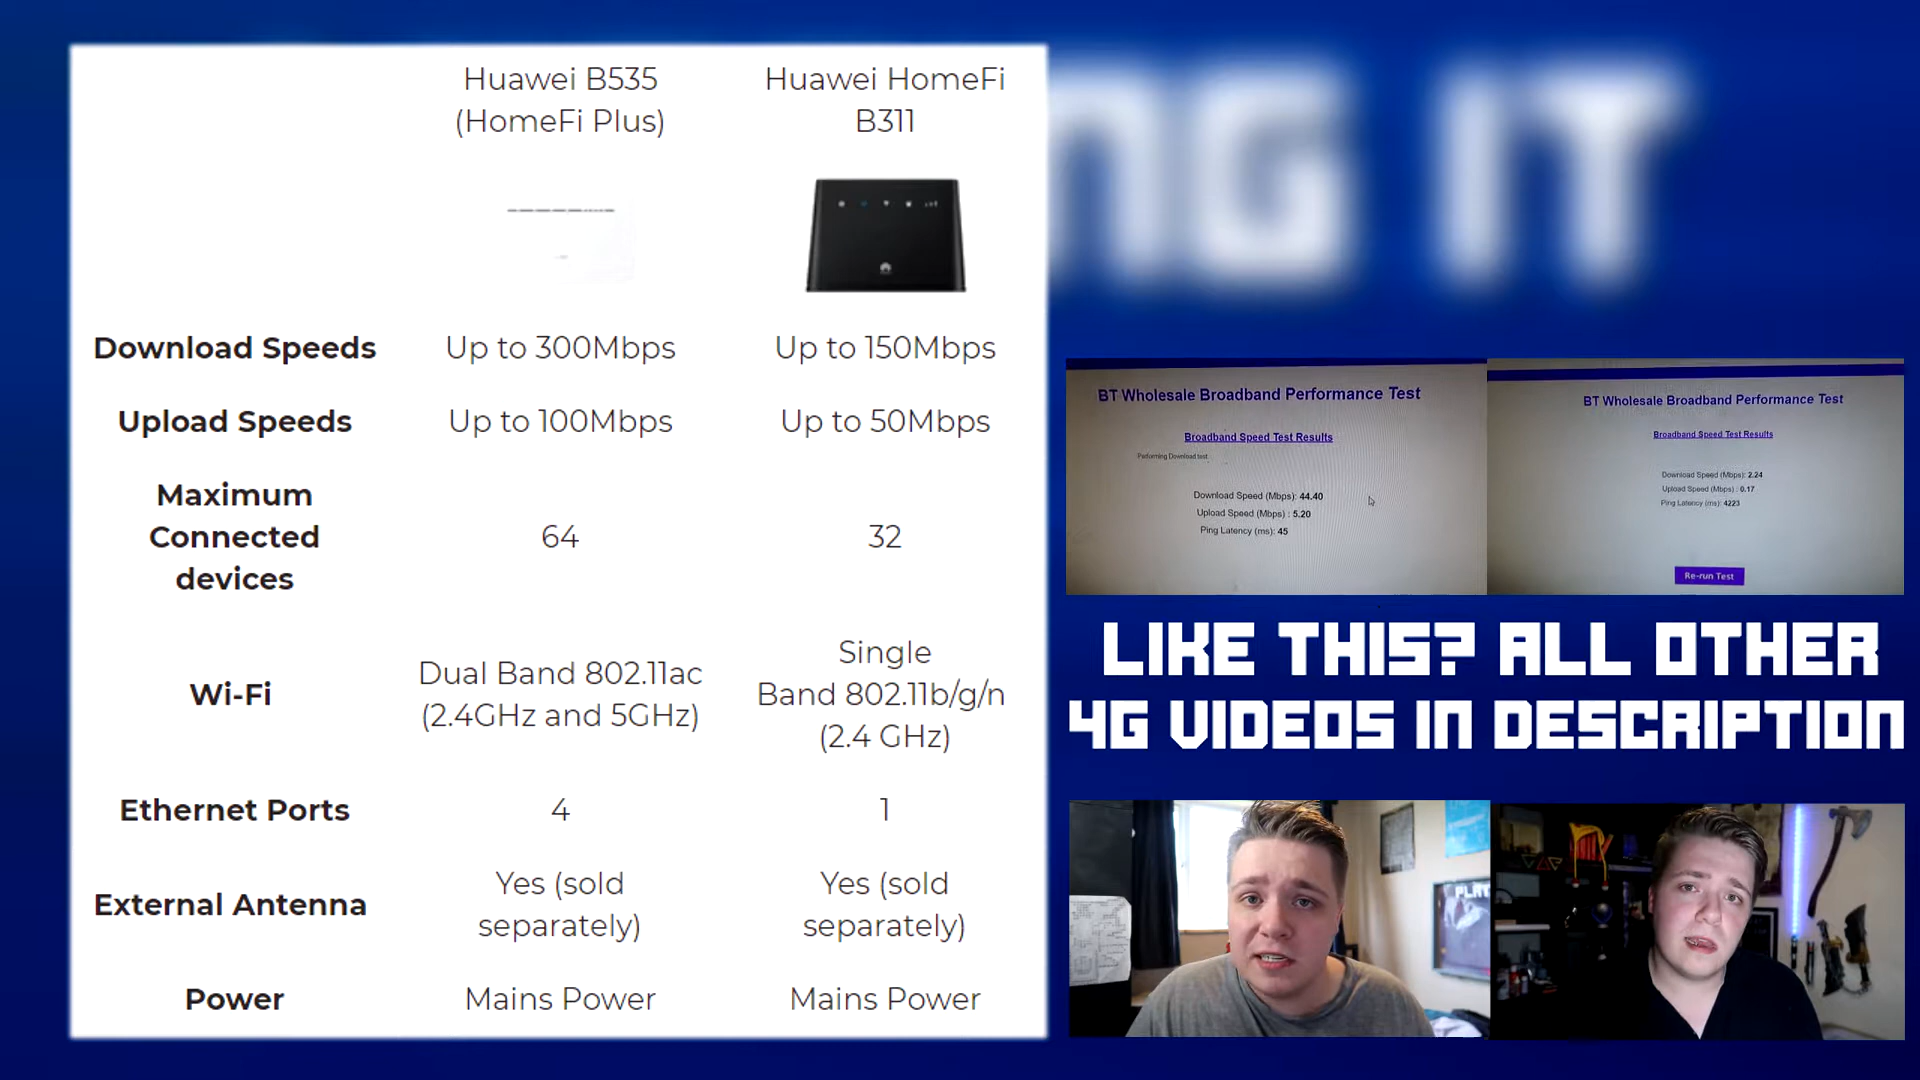 NG IT
Huawei B535
(HomeFi Plus)
Huawei HomeFi
B311
Download Speeds
Up to 300Mbps
Up to 150Mbps
Upload Speeds
Up to 100Mbps
Up to 50Mbps
Maximum
Connected
devices
64
32
Wi-Fi
Dual Band 802.11ac
(2.4GHz and 5GHz)
Single
Band 802.11b/g/n
(2.4 GHz)
Ethernet Ports
4
1
External Antenna
Yes (sold
separately)
Yes (sold
separately)
Power
Mains Power
Mains Power
BT Wholesale Broadband Performance Test
Broadband Speed Test Results
Performing Download test
Download Speed (Mbps): 44.40
Upload Speed (Mbps) : 5.20
Ping Latency (ms): 45
BT Wholesale Broadband Performance Test
Broadband Speed Test Results
Download Speed (Mbps): 2.24
Upload Speed (Mbps) : 0.17
Ping Latency (ms): 4223
Re-run Test
LIKE THIS? ALL OTHER
4G VIDEOS IN DESCRIPTION
PLAY